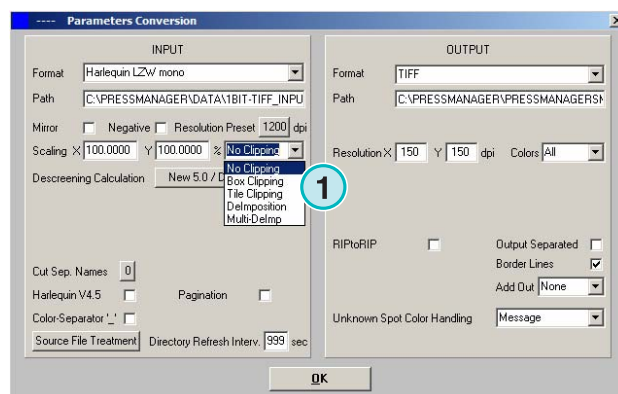 ---- Parameters Conversion
INPUT
Format Harlequin LZW mono
Path C:\PRESSMANAGER\DATA\1BIT-TIFF_INPU
Mirror Negative Resolution Preset 1200 dpi
Scaling X 100.0000 Y 100.0000 % No Clipping
No Clipping
Box Clipping
Tile Clipping
DeImposition
Multi-DeImp
1
Descreening Calculation New 5.0 / D
Cut Sep. Names 0
Harlequin V4.5 Pagination
Color-Separator '_'
Source File Treatment Directory Refresh Interv. 999 sec
OUTPUT
Format TIFF
Path C:\PRESSMANAGER\PRESSMANAGERSH
Resolution X 150 Y 150 dpi Colors All
RIPtoRIP Output Separated
Border Lines
Add Out None
Unknown Spot Color Handling Message
OK